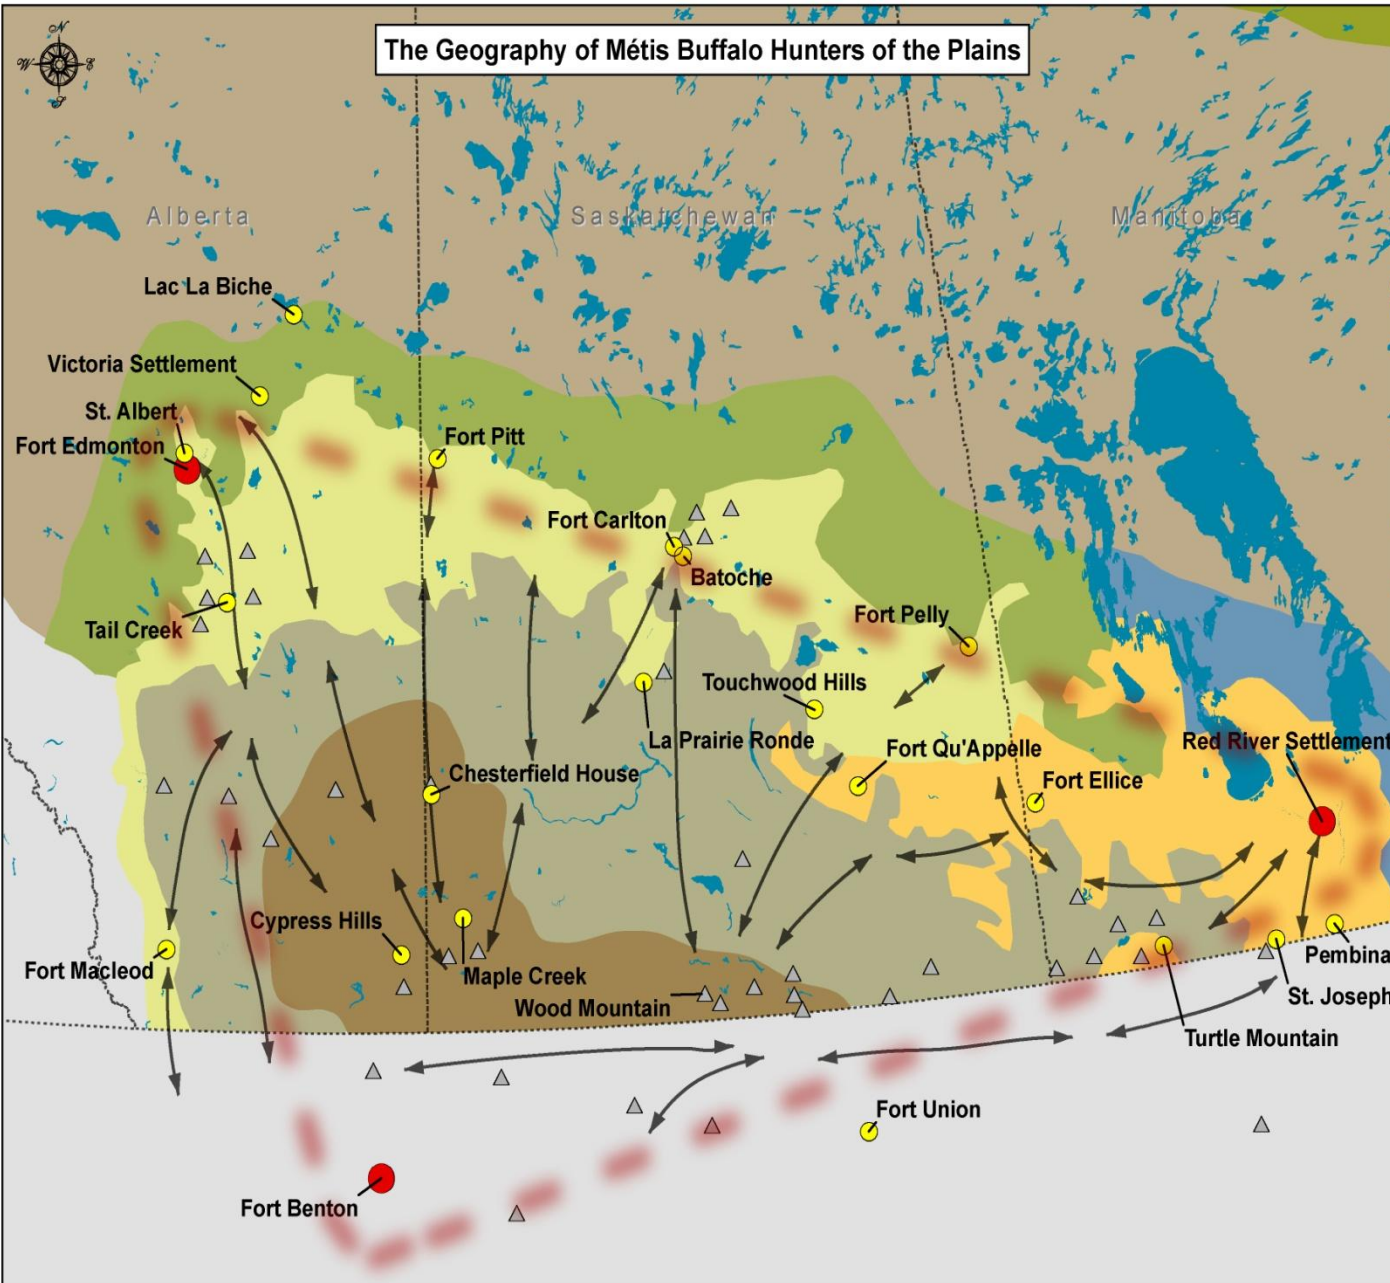 The Geography of Métis Buffalo Hunters of the Plains
N
W E
S
Alberta
Saskatchewan
Manitoba
Lac La Biche
Victoria Settlement
St. Albert
Fort Edmonton
Fort Pitt
Fort Carlton
Batoche
Tail Creek
Fort Pelly
Touchwood Hills
La Prairie Ronde
Fort Qu'Appelle
Red River Settlement
Chesterfield House
Fort Ellice
Cypress Hills
Fort Macleod
Maple Creek
Wood Mountain
Pembina
St. Joseph
Turtle Mountain
Fort Union
Fort Benton